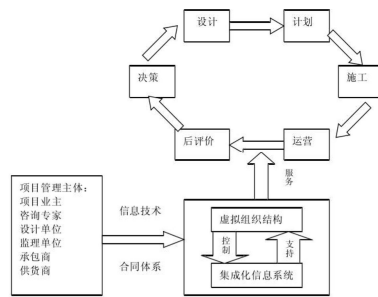 设计
计划
决策
施工
后评价
运营
服务
项目管理主体：
项目业主
咨询专家
设计单位
监理单位
承包商
供货商
信息技术
合同体系
虚拟组织结构
控制
支持
集成化信息系统